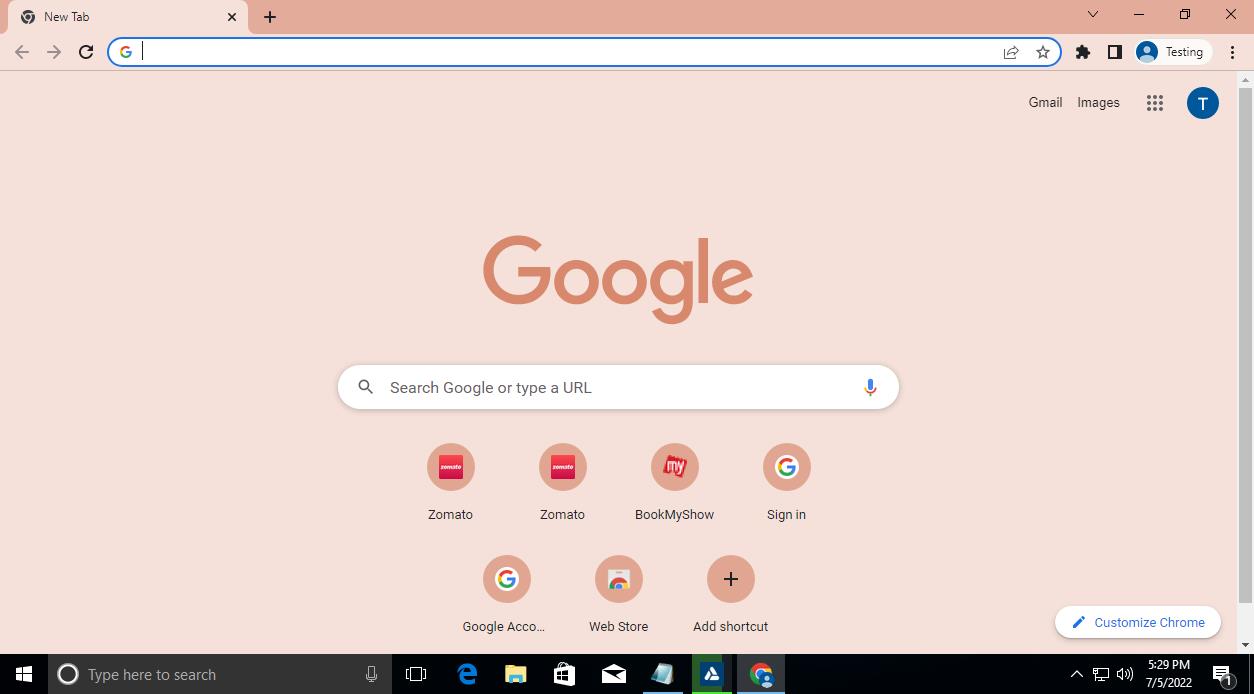 New Tab
Testing
Gmail Images
T
Google
Search Google or type a URL
zomato zomato my
Zomato Zomato BookMyShow Sign in
Google Acco... Web Store Add shortcut
Customize Chrome
Type here to search
5:29 PM
7/5/2022
1